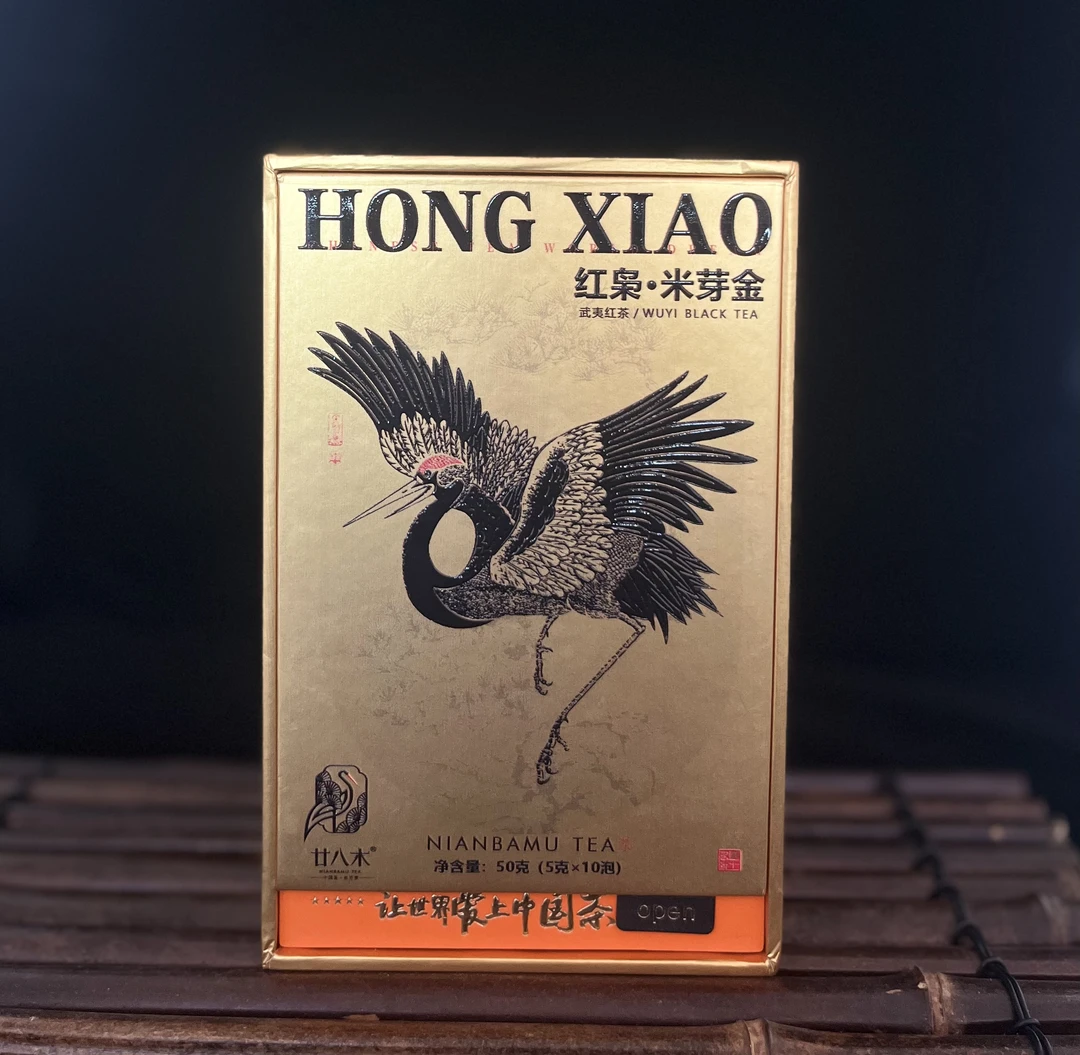 HONG XIAO
红枭·米芽金
武夷红茶/WUYI BLACK TEA
廿八木
NIANBAMU TEA
NIANBAMU TEA
净含量：50克（5克×10泡）
让世界爱上中国茶
open